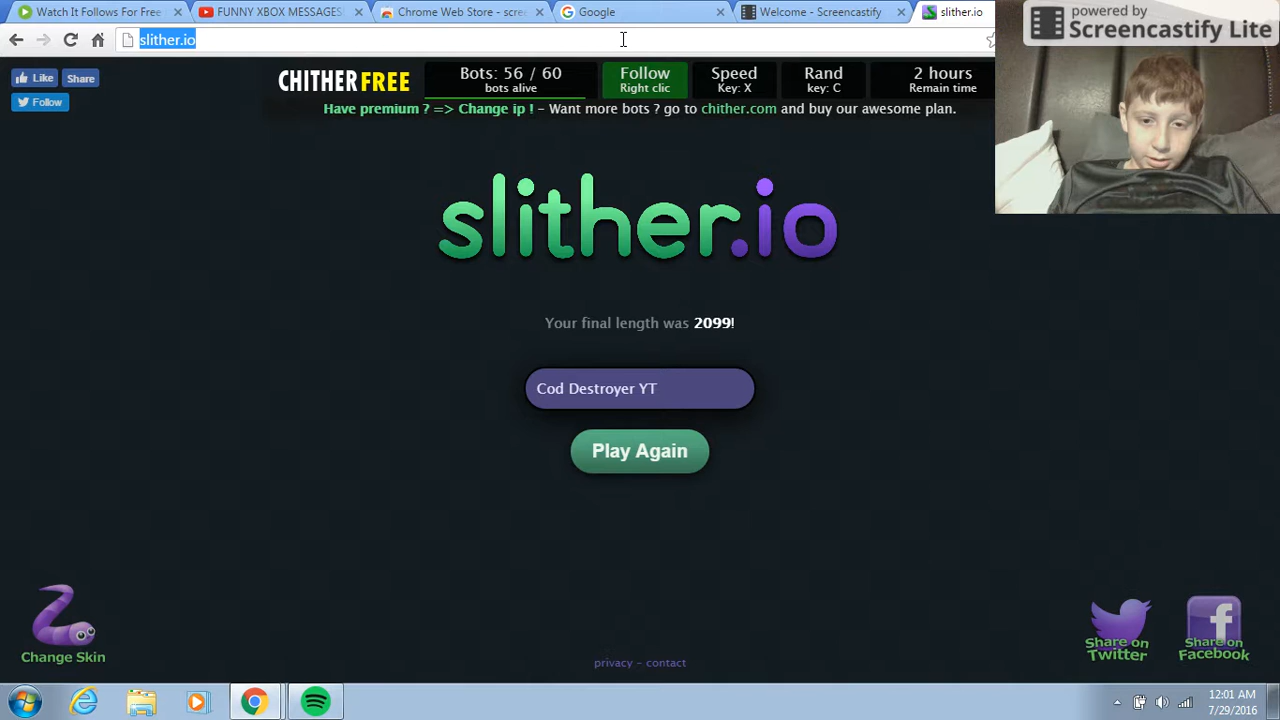 Watch It Follows For Free
FUNNY XBOX MESSAGES
Chrome Web Store - scre
Google
Welcome - Screencastify
slither.io
powered by
Screencastify Lite
slither.io
Like
Share
Follow
CHITHERFREE
Bots: 56 / 60
bots alive
Follow
Right clic
Speed
Key: X
Rand
key: C
2 hours
Remain time
Have premium ? => Change ip ! - Want more bots ? go to chither.com and buy our awesome plan.
slither.io
Your final length was 2099!
Cod Destroyer YT
Play Again
Change Skin
Share on
Twitter
Share on
Facebook
privacy - contact
12:01 AM
7/29/2016